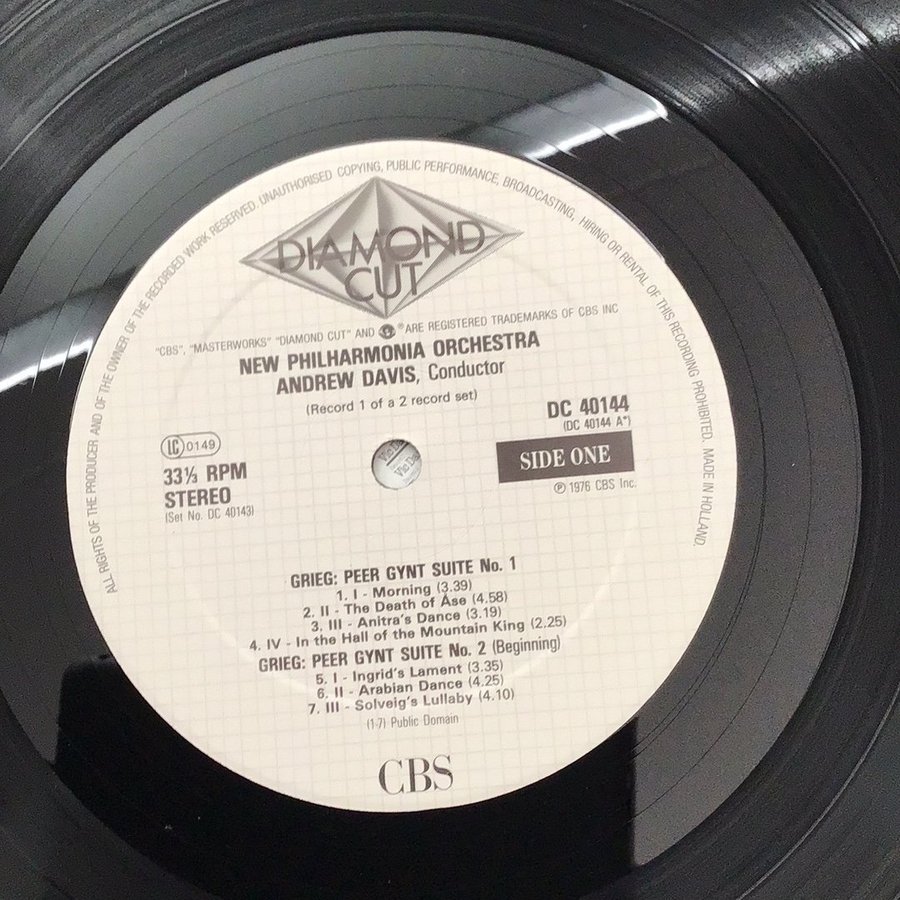 ALL RIGHTS OF THE PRODUCER AND OF THE OWNER OF THE RECORDED WORK RESERVED. UNAUTHORISED COPYING, PUBLIC PERFORMANCE, BROADCASTING, HIRING OR RENTAL OF THIS RECORDING PROHIBITED. MADE IN HOLLAND.
DIAMOND
CUT
"CBS", "MASTERWORKS" "DIAMOND CUT" AND ® ARE REGISTERED TRADEMARKS OF CBS INC
NEW PHILHARMONIA ORCHESTRA
ANDREW DAVIS, Conductor
(Record 1 of a 2 record set)
DC 40144
(DC 40144 A*)
SIDE ONE
℗ 1976 CBS Inc.
LC 0149
33⅓ RPM
STEREO
(Set No. DC 40143)
GRIEG: PEER GYNT SUITE No. 1
1. I - Morning (3.39)
2. II - The Death of Åse (4.58)
3. III - Anitra's Dance (3.19)
4. IV - In the Hall of the Mountain King (2.25)
GRIEG: PEER GYNT SUITE No. 2 (Beginning)
5. I - Ingrid's Lament (3.35)
6. II - Arabian Dance (4.25)
7. III - Solveig's Lullaby (4.10)
(1-7) Public Domain
CBS